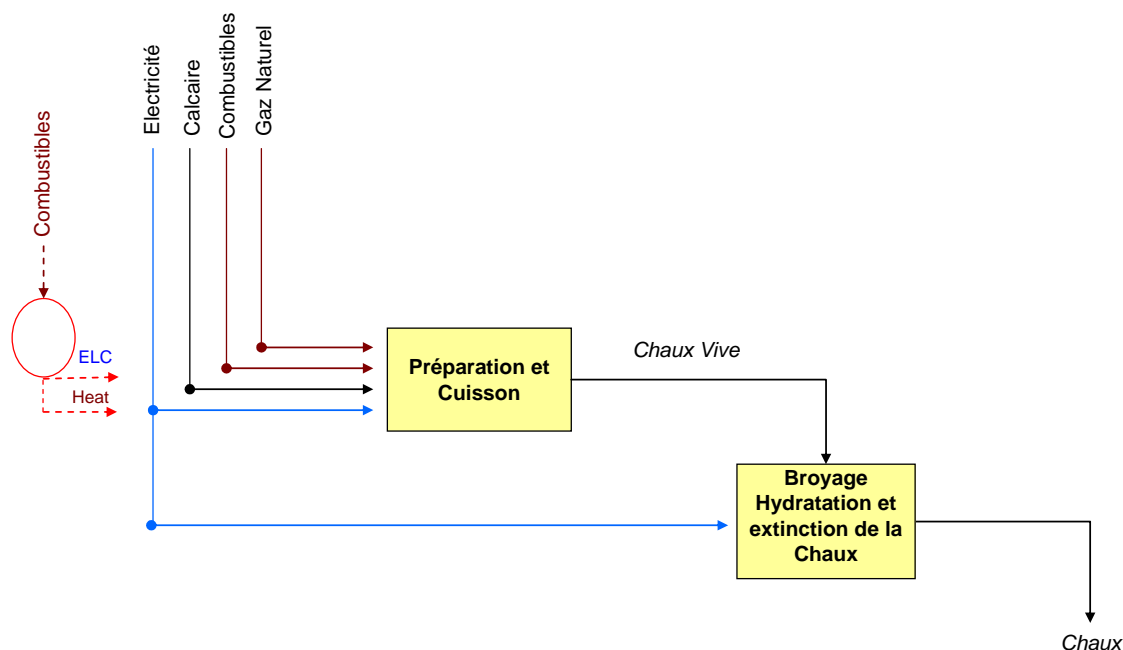 Combustibles
Electricité
Calcaire
Combustibles
Gaz Naturel
ELC
Heat
Préparation et
Cuisson
Chaux Vive
Broyage
Hydratation et
extinction de la
Chaux
Chaux